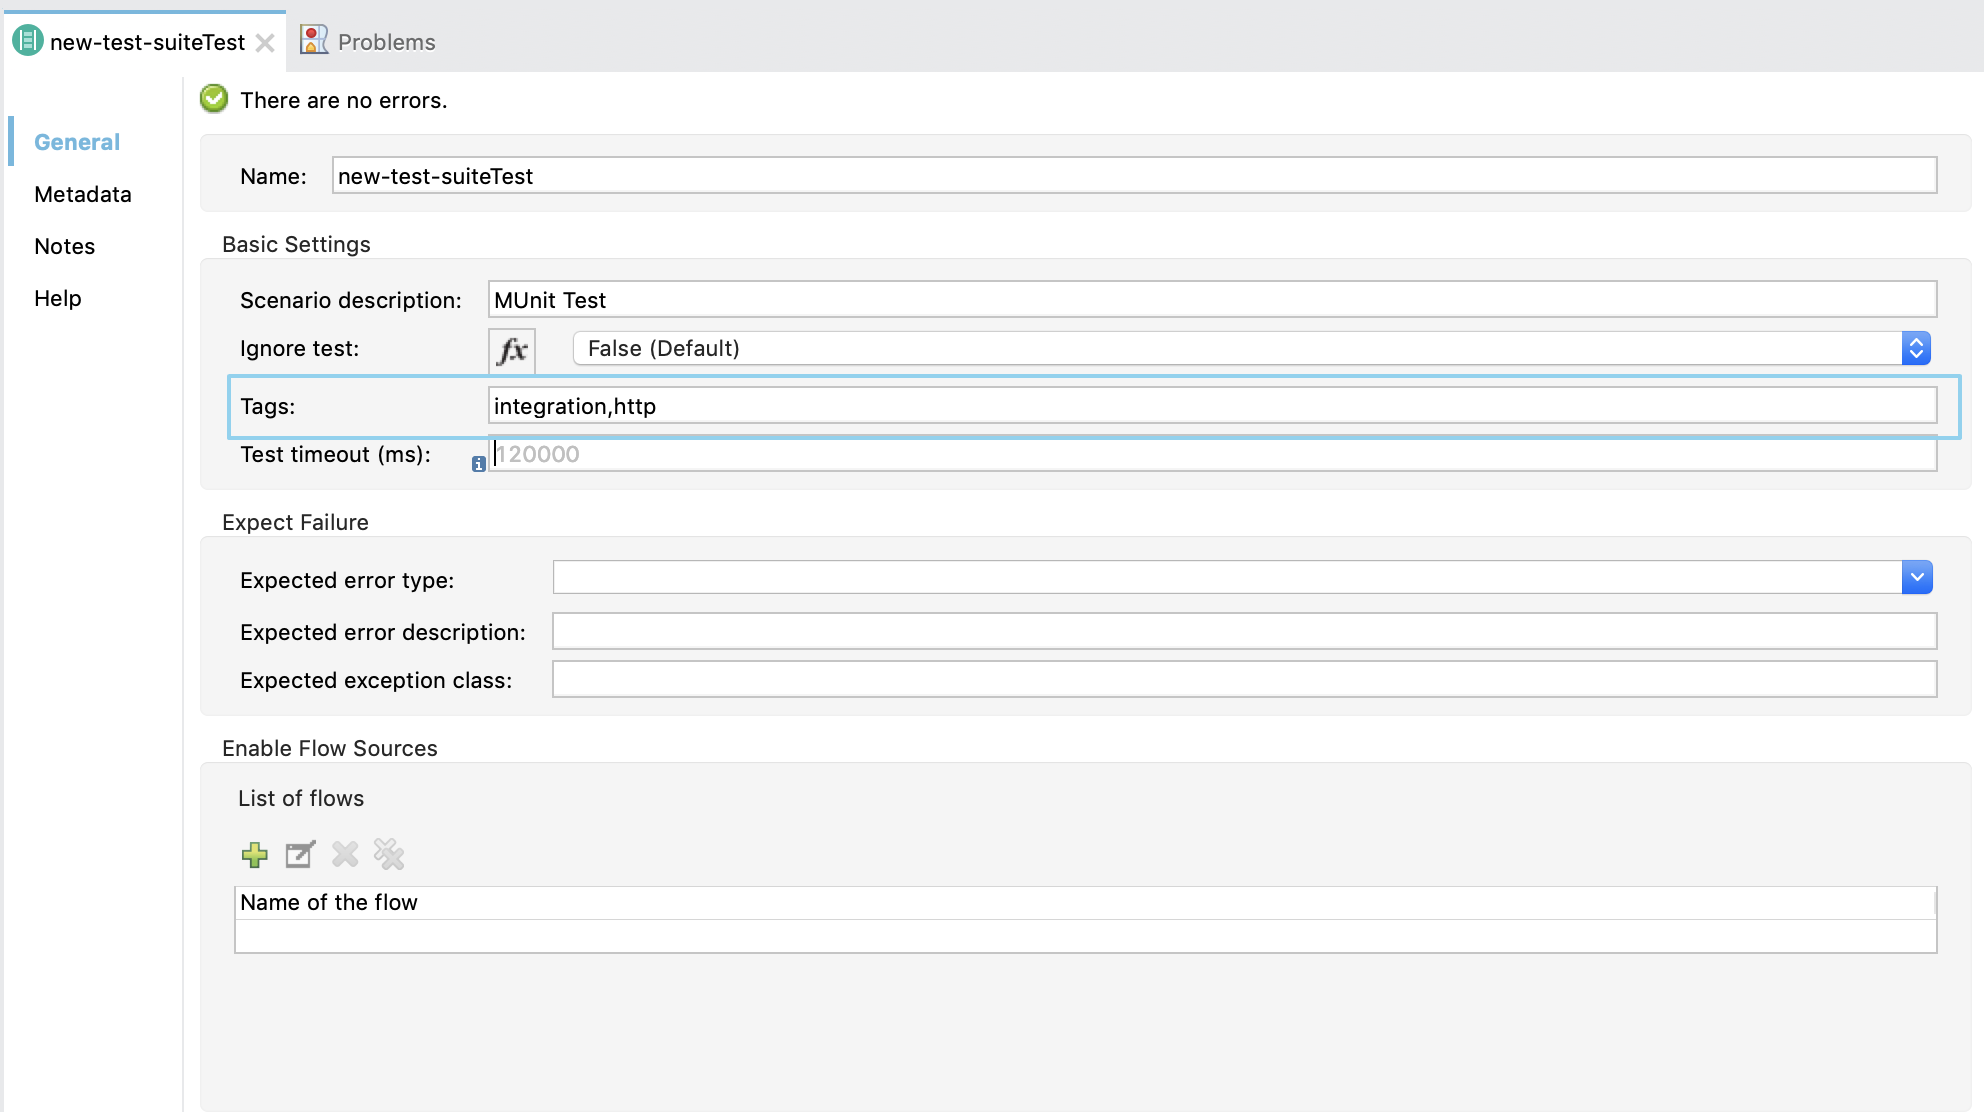 new-test-suiteTest
Problems
There are no errors.
General
Metadata
Notes
Help
Name: new-test-suiteTest
Basic Settings
Scenario description: MUnit Test
Ignore test: fx False (Default)
Tags: integration,http
Test timeout (ms): 120000
Expect Failure
Expected error type:
Expected error description:
Expected exception class:
Enable Flow Sources
List of flows
Name of the flow